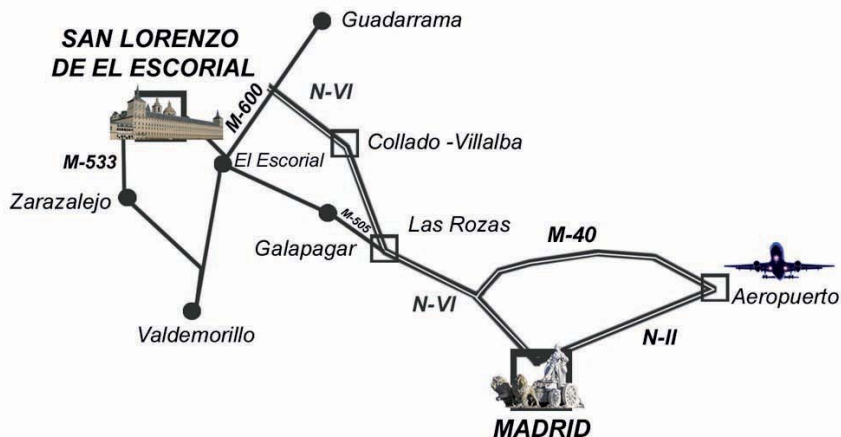 Guadarrama
SAN LORENZO
DE EL ESCORIAL
M-600
N-VI
Collado -Villalba
M-533
El Escorial
Zarazalejo
M-505
Las Rozas
Galapagar
M-40
Aeropuerto
N-VI
Valdemorillo
N-II
MADRID